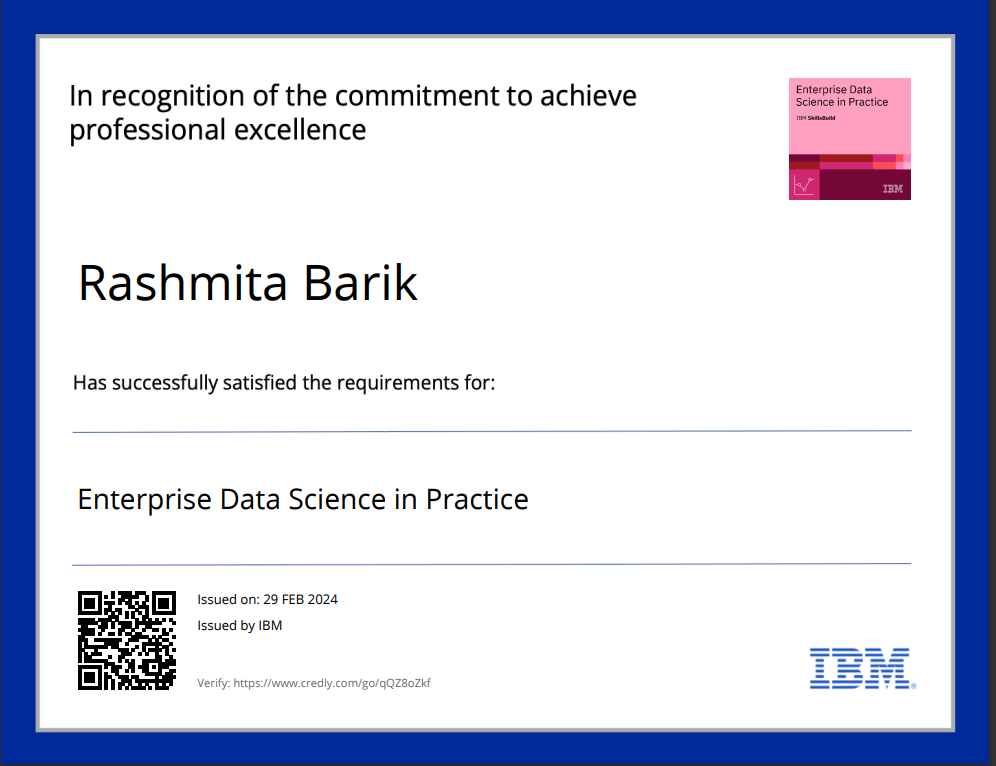 In recognition of the commitment to achieve
professional excellence
Enterprise Data
Science in Practice
IBM SkillsBuild
IBM
Rashmita Barik
Has successfully satisfied the requirements for:
Enterprise Data Science in Practice
Issued on: 29 FEB 2024
Issued by IBM
Verify: https://www.credly.com/go/qQZ8oZkf
IBM®